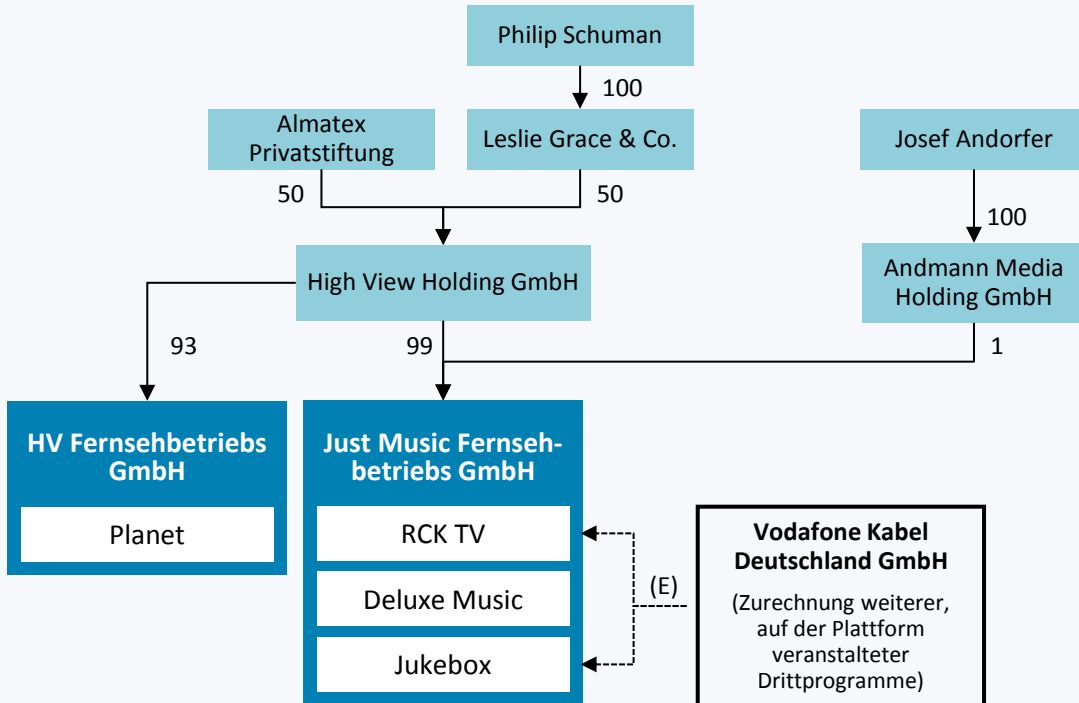 Philip Schuman
100
Almatex
Privatstiftung
Leslie Grace & Co.
Josef Andorfer
50
50
100
High View Holding GmbH
Andmann Media
Holding GmbH
93
99
1
HV Fernsehbetriebs
GmbH
Planet
Just Music Fernseh-
betriebs GmbH
RCK TV
Deluxe Music
Jukebox
(E)
Vodafone Kabel
Deutschland GmbH
(Zurechnung weiterer,
auf der Plattform
veranstalteter
Drittprogramme)